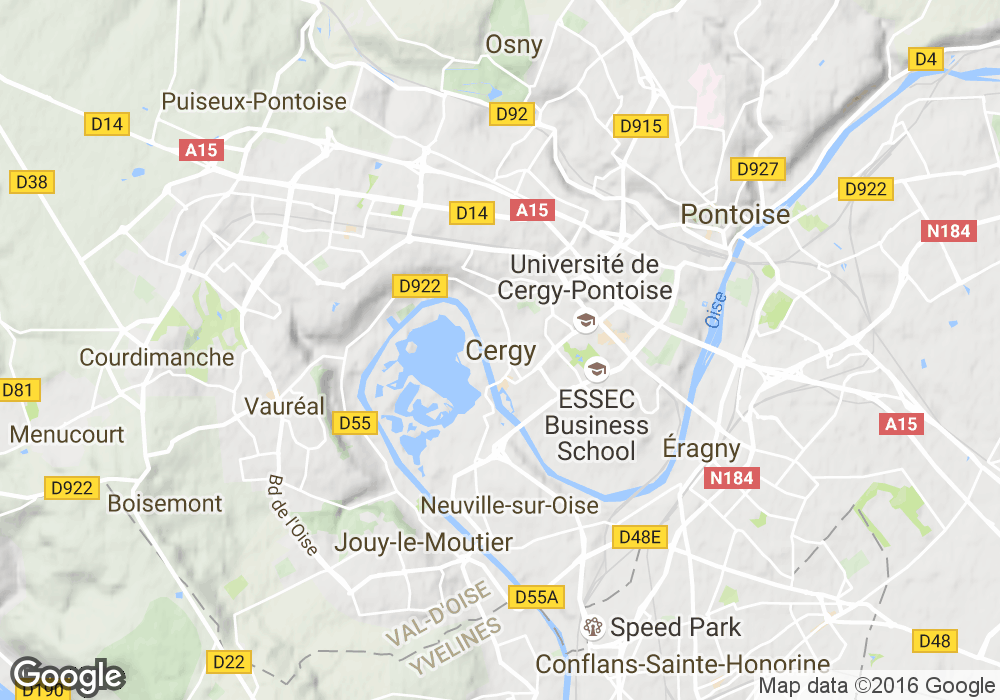 Osny
D4
Puiseux-Pontoise
D92
D14
D915
A15
D927
D38
D922
D14
A15
Pontoise
N184
Université de
Cergy-Pontoise
D922
Oise
Cergy
Courdimanche
D81
ESSEC
Business
School
Vauréal
D55
A15
Menucourt
Éragny
N184
D922
Boisemont
Bd de l'Oise
Neuville-sur-Oise
D48E
Jouy-le-Moutier
D55A
VAL-D'OISE
YVELINES
Speed Park
D48
D22
Conflans-Sainte-Honorine
Google
D190
Map data ©2016 Google